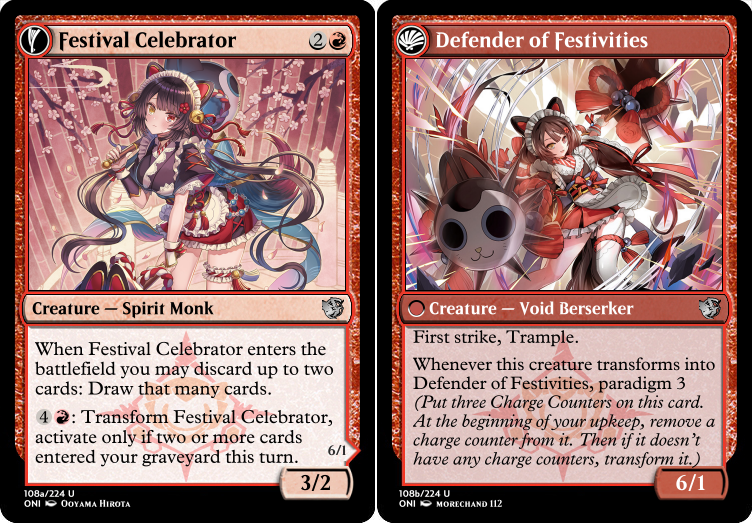 Festival Celebrator
2
When Festival Celebrator enters the
battlefield you may discard up to two
cards: Draw that many cards.
4 : Transform Festival Celebrator,
activate only if two or more cards
entered your graveyard this turn.
6/1
Creature — Spirit Monk
3/2
108a/224 U
ONI Ooyama Hirota
Defender of Festivities
Creature — Void Berserker
First strike, Trample.
Whenever this creature transforms into
Defender of Festivities, paradigm 3
(Put three Charge Counters on this card.
At the beginning of your upkeep, remove a
charge counter from it. Then if it doesn't
have any charge counters, transform it.)
6/1
108b/224 U
ONI morechand 112